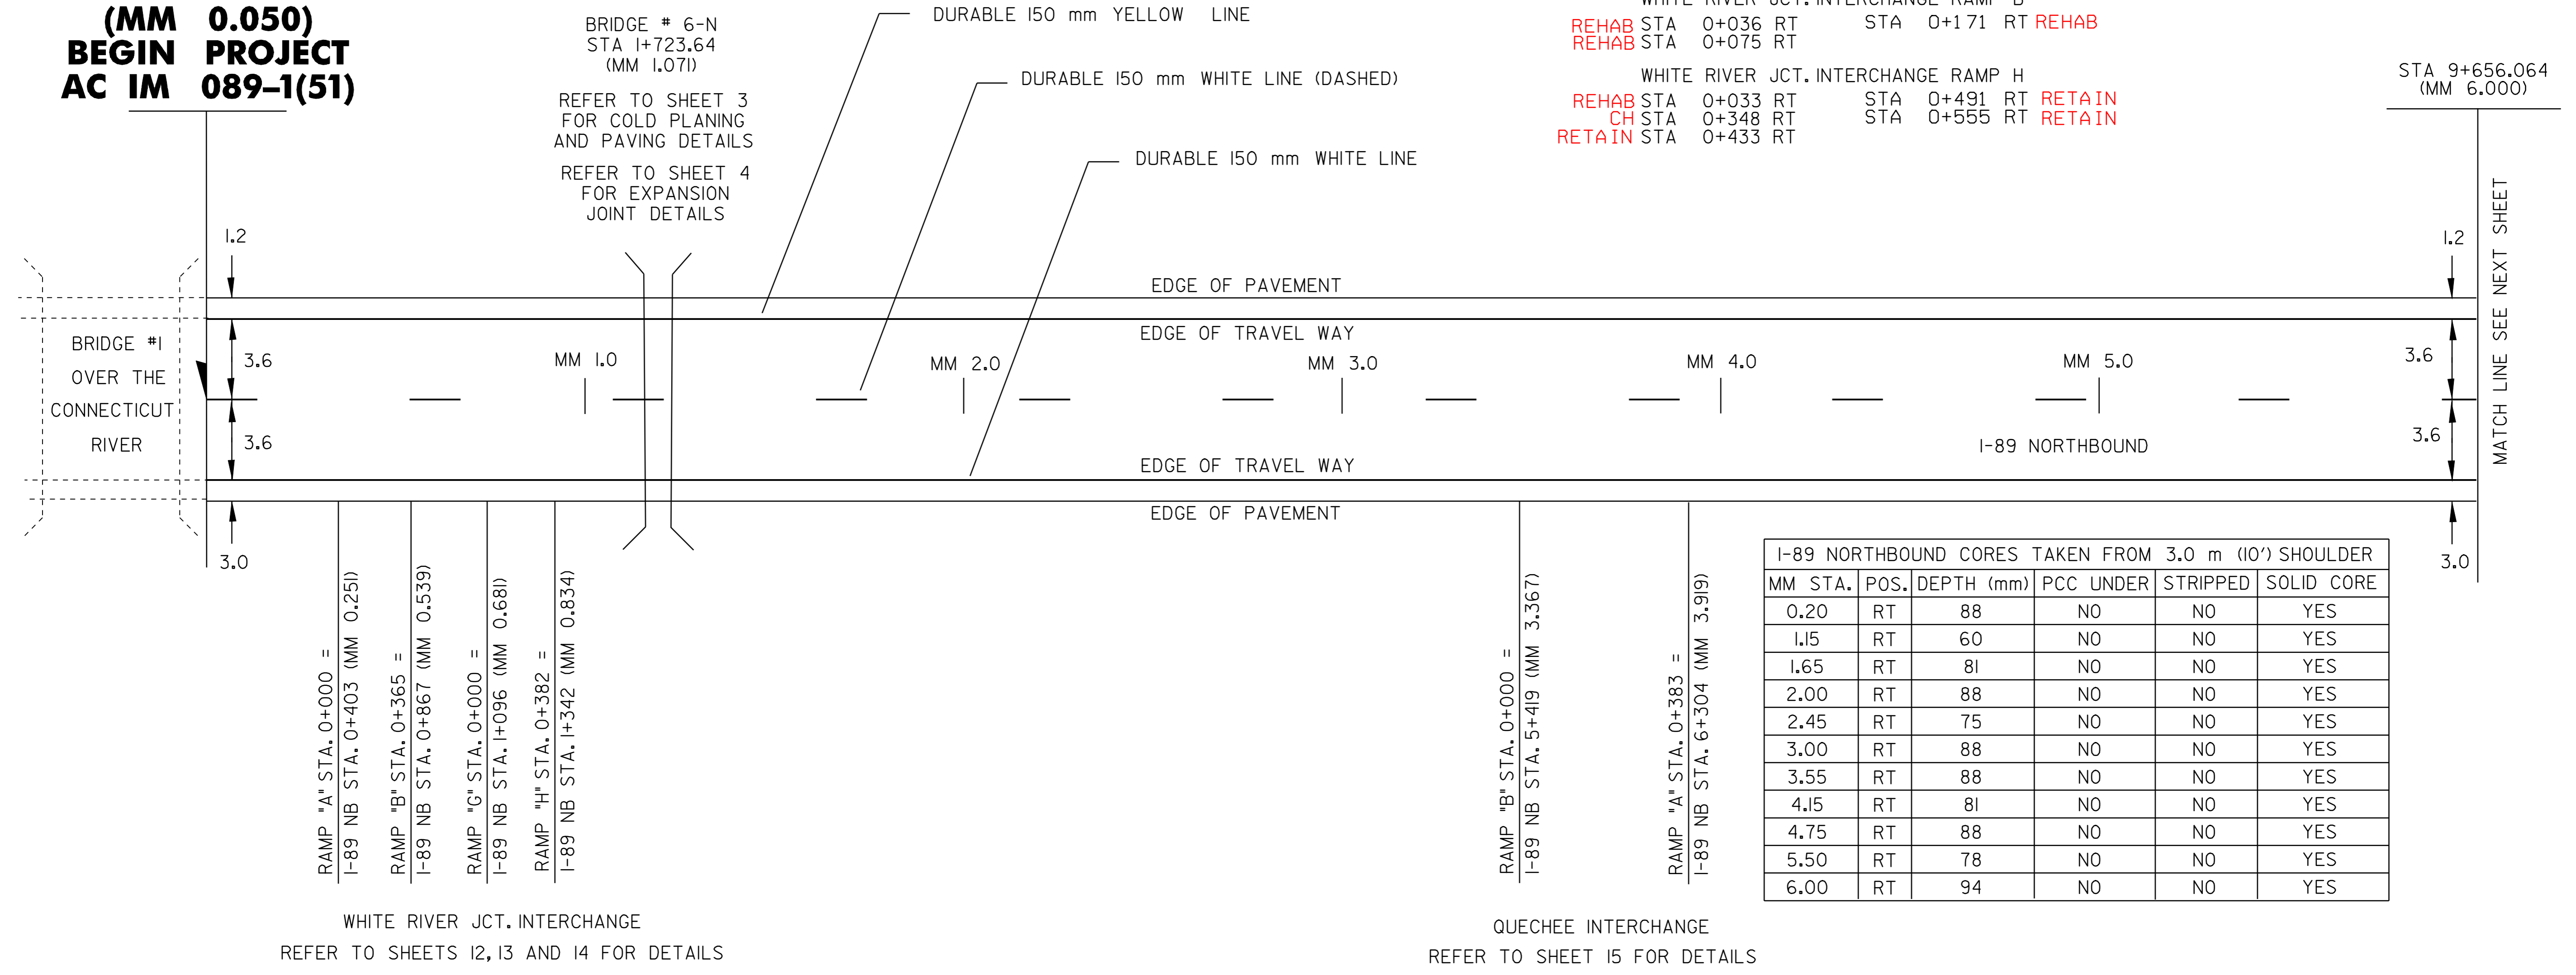 (MM 0.050)
BEGIN PROJECT
AC IM 089-1(51)
BRIDGE # 6-N
STA 1+723.64
(MM 1.071)
REFER TO SHEET 3
FOR COLD PLANING
AND PAVING DETAILS
REFER TO SHEET 4
FOR EXPANSION
JOINT DETAILS
DURABLE 150 mm YELLOW LINE
DURABLE 150 mm WHITE LINE (DASHED)
DURABLE 150 mm WHITE LINE
WHITE RIVER JCT. INTERCHANGE RAMP
REHAB STA 0+036 RT STA 0+171 RT REHAB
REHAB STA 0+075 RT
WHITE RIVER JCT. INTERCHANGE RAMP H
REHAB STA 0+033 RT STA 0+491 RT RETAIN
CH STA 0+348 RT STA 0+555 RT RETAIN
RETAIN STA 0+433 RT
STA 9+656.064
(MM 6.000)
MATCH LINE SEE NEXT SHEET
1.2
1.2
EDGE OF PAVEMENT
EDGE OF TRAVEL WAY
BRIDGE #1
OVER THE
CONNECTICUT
RIVER
3.6
3.6
MM 1.0
MM 2.0
MM 3.0
MM 4.0
MM 5.0
3.6
3.6
I-89 NORTHBOUND
EDGE OF TRAVEL WAY
EDGE OF PAVEMENT
3.0
3.0
RAMP "A" STA. 0+000 =
I-89 NB STA. 0+403 (MM 0.251)
RAMP "B" STA. 0+365 =
I-89 NB STA. 0+867 (MM 0.539)
RAMP "G" STA. 0+000 =
I-89 NB STA. 1+096 (MM 0.681)
RAMP "H" STA. 0+382 =
I-89 NB STA. 1+342 (MM 0.834)
RAMP "B" STA. 0+000 =
I-89 NB STA. 5+419 (MM 3.367)
RAMP "A" STA. 0+383 =
I-89 NB STA. 6+304 (MM 3.919)
WHITE RIVER JCT. INTERCHANGE
REFER TO SHEETS 12, 13 AND 14 FOR DETAILS
QUECHEE INTERCHANGE
REFER TO SHEET 15 FOR DETAILS
I-89 NORTHBOUND CORES TAKEN FROM 3.0 m (10') SHOULDER
MM STA. POS. DEPTH (mm) PCC UNDER STRIPPED SOLID CORE
0.20 RT 88 NO NO YES
1.15 RT 60 NO NO YES
1.65 RT 81 NO NO YES
2.00 RT 88 NO NO YES
2.45 RT 75 NO NO YES
3.00 RT 88 NO NO YES
3.55 RT 88 NO NO YES
4.15 RT 81 NO NO YES
4.75 RT 88 NO NO YES
5.50 RT 78 NO NO YES
6.00 RT 94 NO NO YES